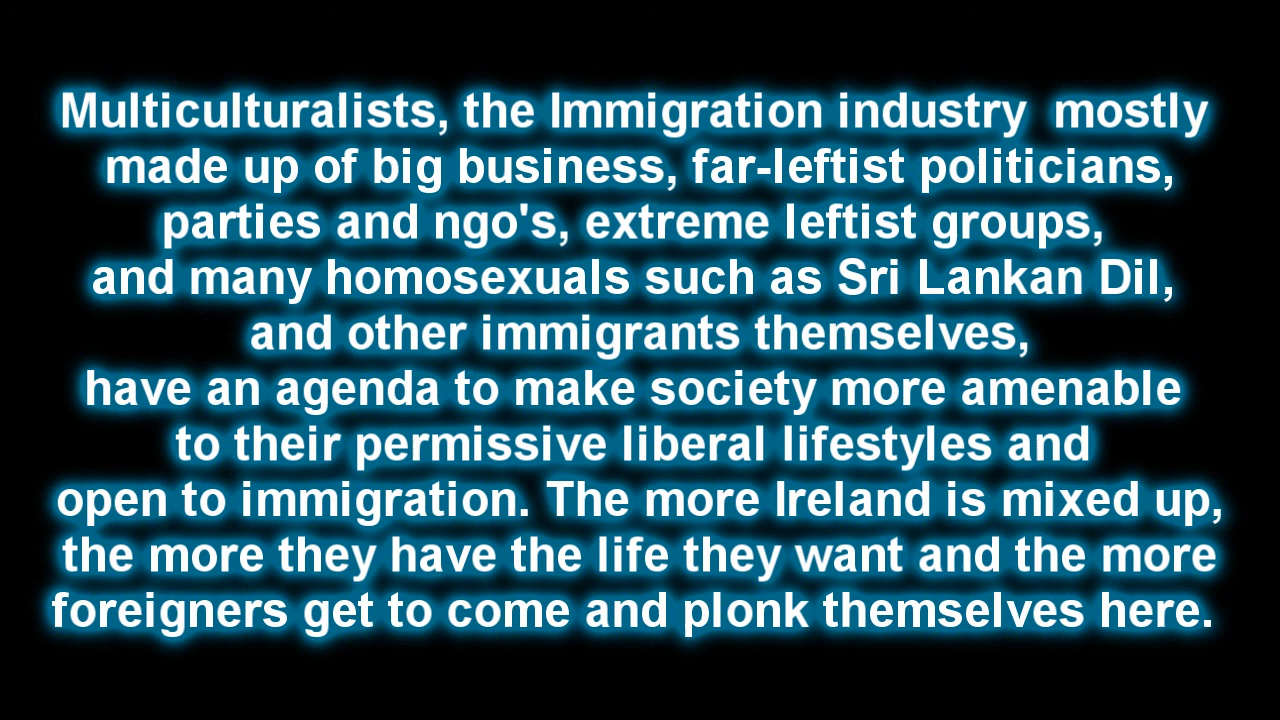 Multiculturalists, the Immigration industry  mostly
made up of big business, far-leftist politicians,
parties and ngo's, extreme leftist groups,
and many homosexuals such as Sri Lankan Dil,
and other immigrants themselves,
have an agenda to make society more amenable
to their permissive liberal lifestyles and
open to immigration. The more Ireland is mixed up,
the more they have the life they want and the more
foreigners get to come and plonk themselves here.